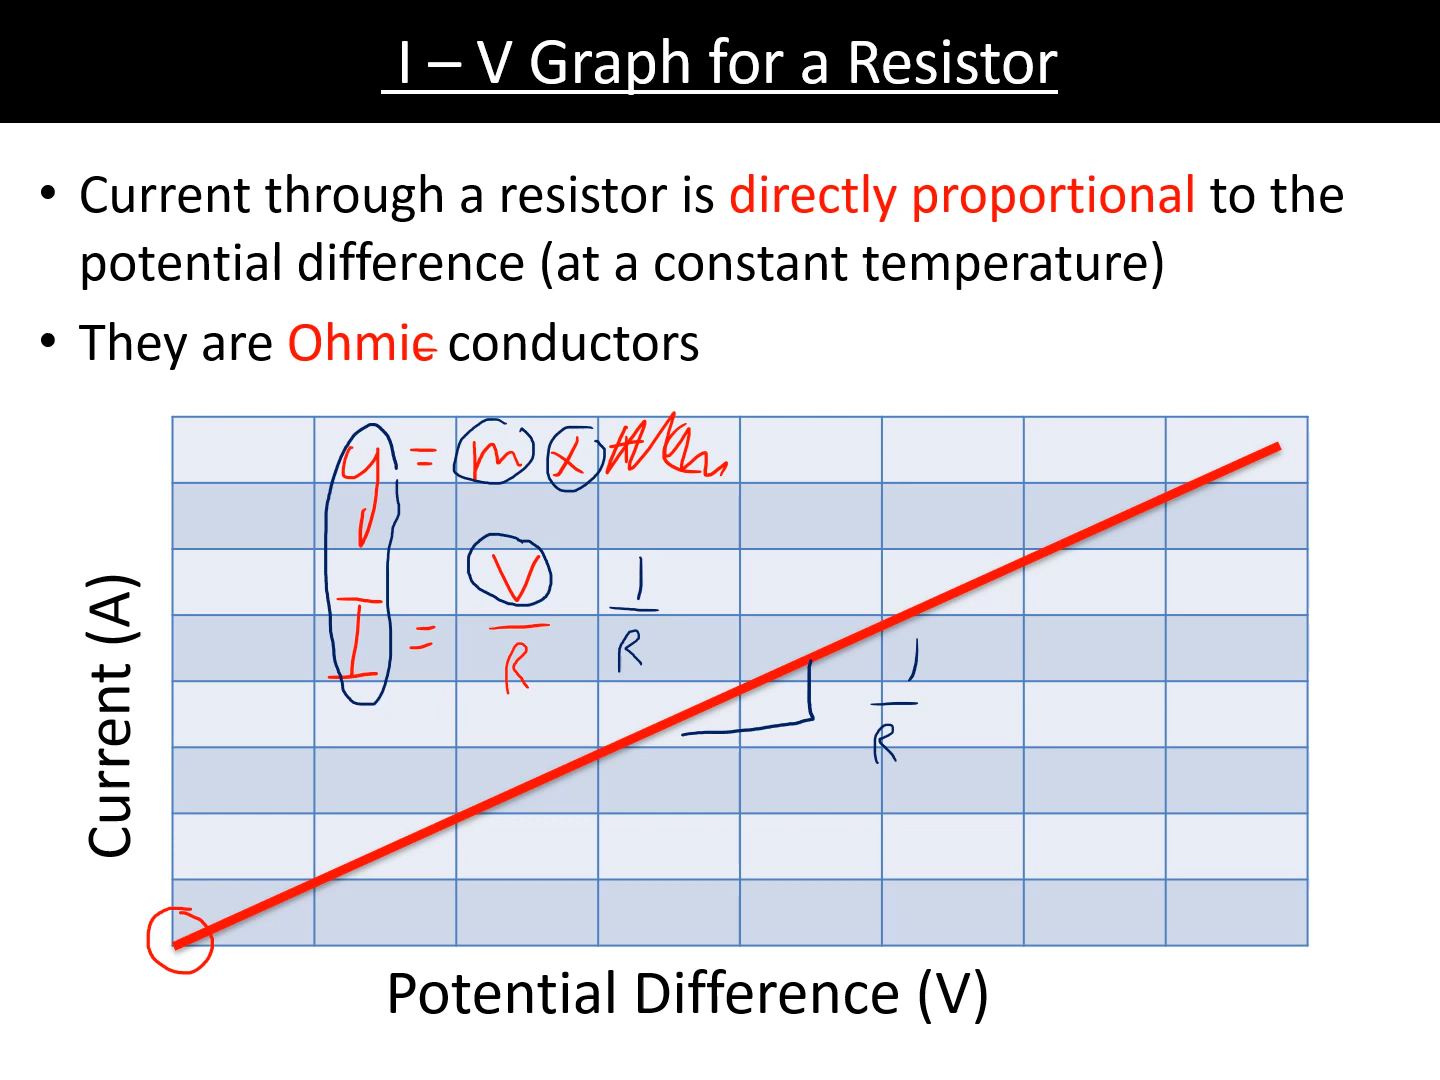 I – V Graph for a Resistor
• Current through a resistor is directly proportional to the
potential difference (at a constant temperature)
• They are Ohmic conductors
y = m x
I = V/R 1/R
1/R
Current (A)
Potential Difference (V)